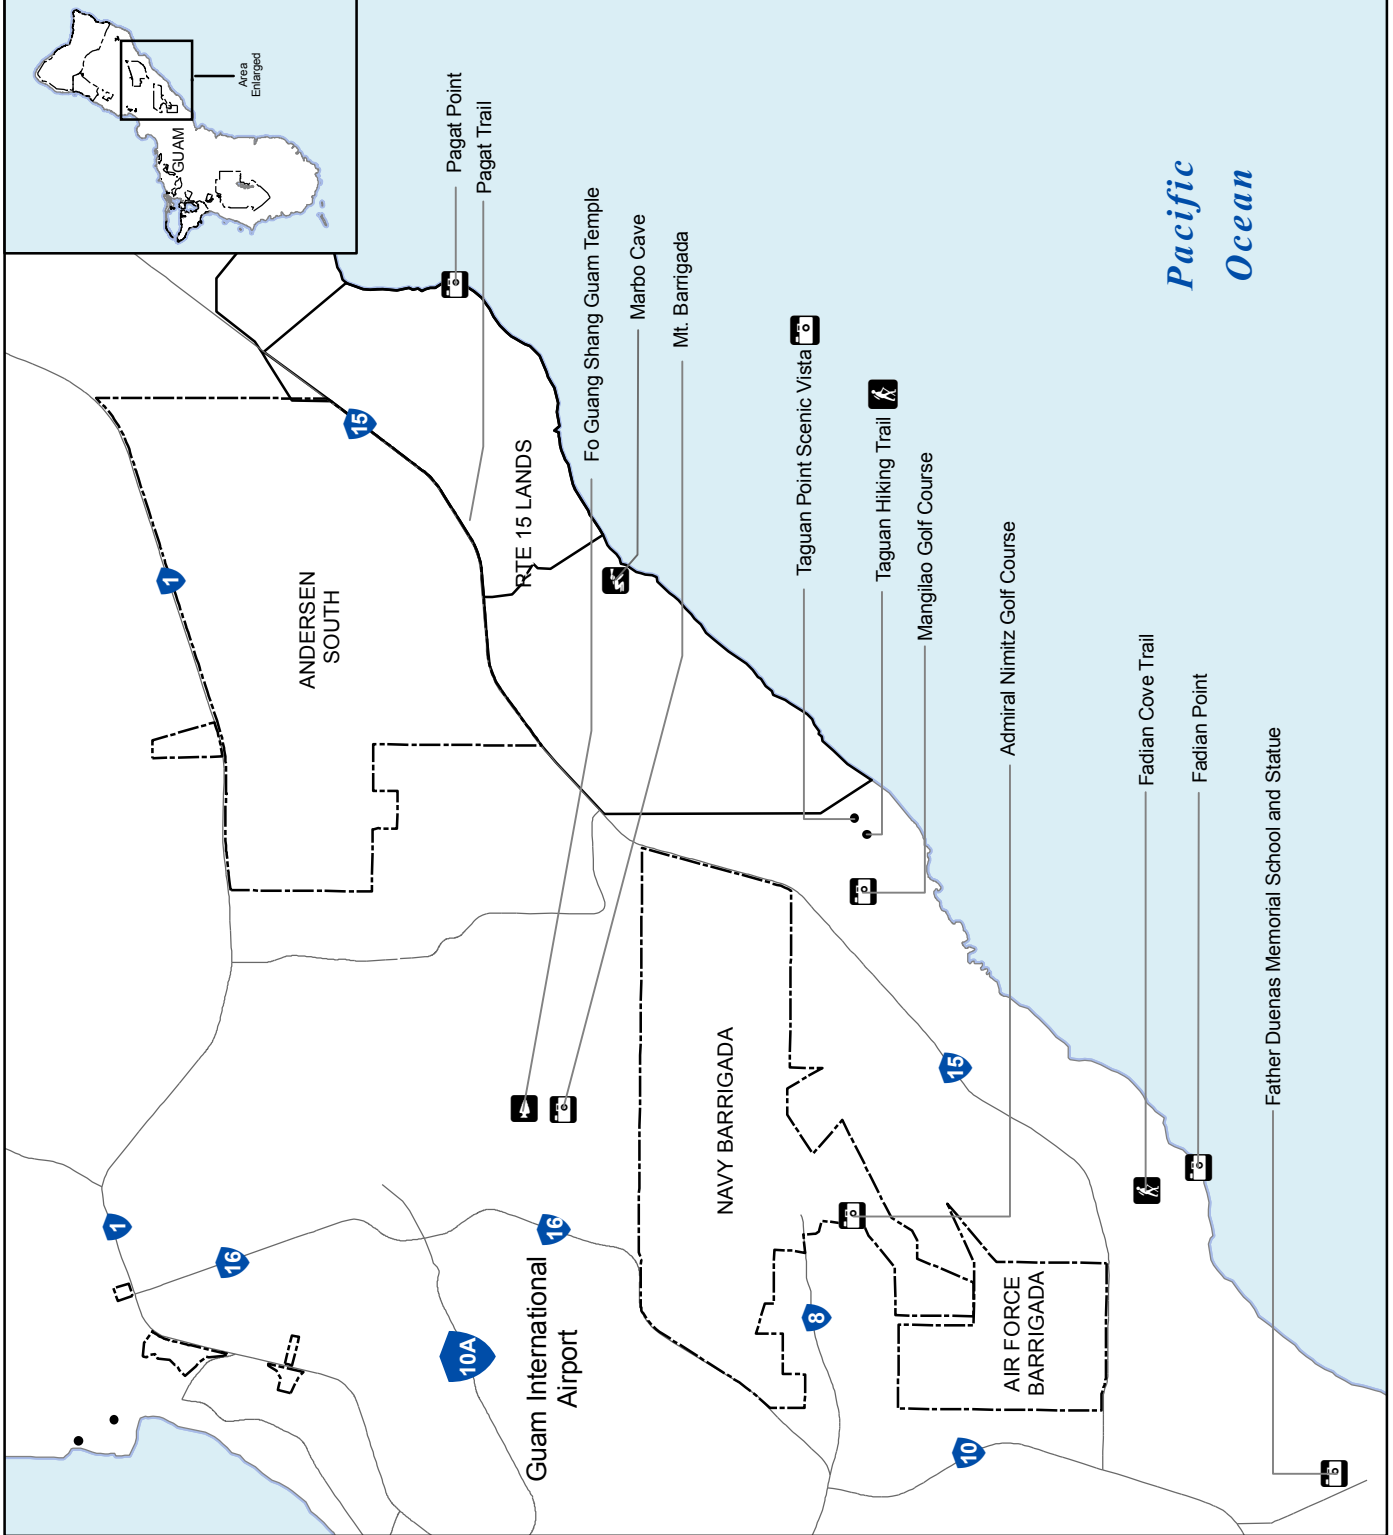 GUAM
Area
Enlarged
Pagat Point
Pagat Trail
Fo Guang Shang Guam Temple
Marbo Cave
Mt. Barrigada
Taguan Point Scenic Vista
Taguan Hiking Trail
Mangilao Golf Course
Admiral Nimitz Golf Course
Fadian Cove Trail
Fadian Point
Father Duenas Memorial School and Statue
Pacific
Ocean
15
1
RTE 15 LANDS
ANDERSEN
SOUTH
NAVY BARRIGADA
15
1
16
16
10A
Guam International
Airport
8
AIR FORCE
BARRIGADA
10